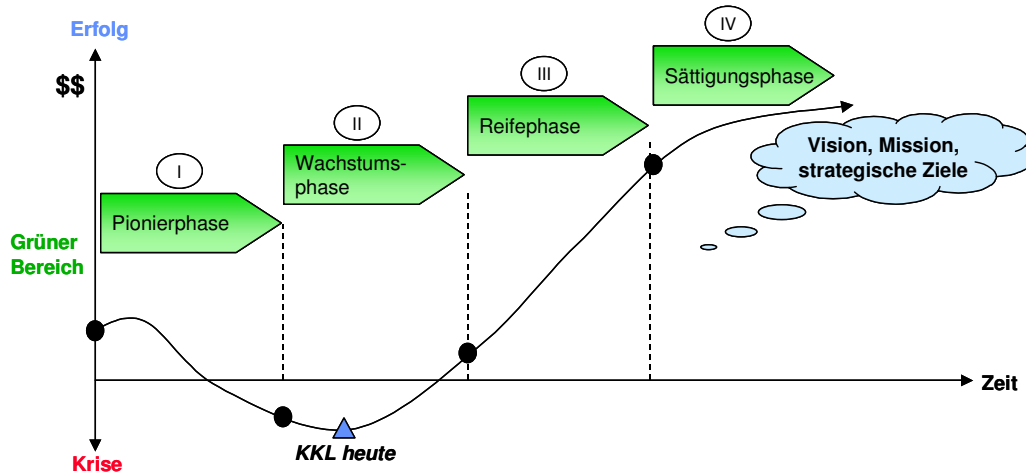 Erfolg
$$
I
Pionierphase
II
Wachstums-
phase
III
Reifephase
IV
Sättigungsphase
Vision, Mission,
strategische Ziele
Grüner
Bereich
Zeit
KKL heute
Krise